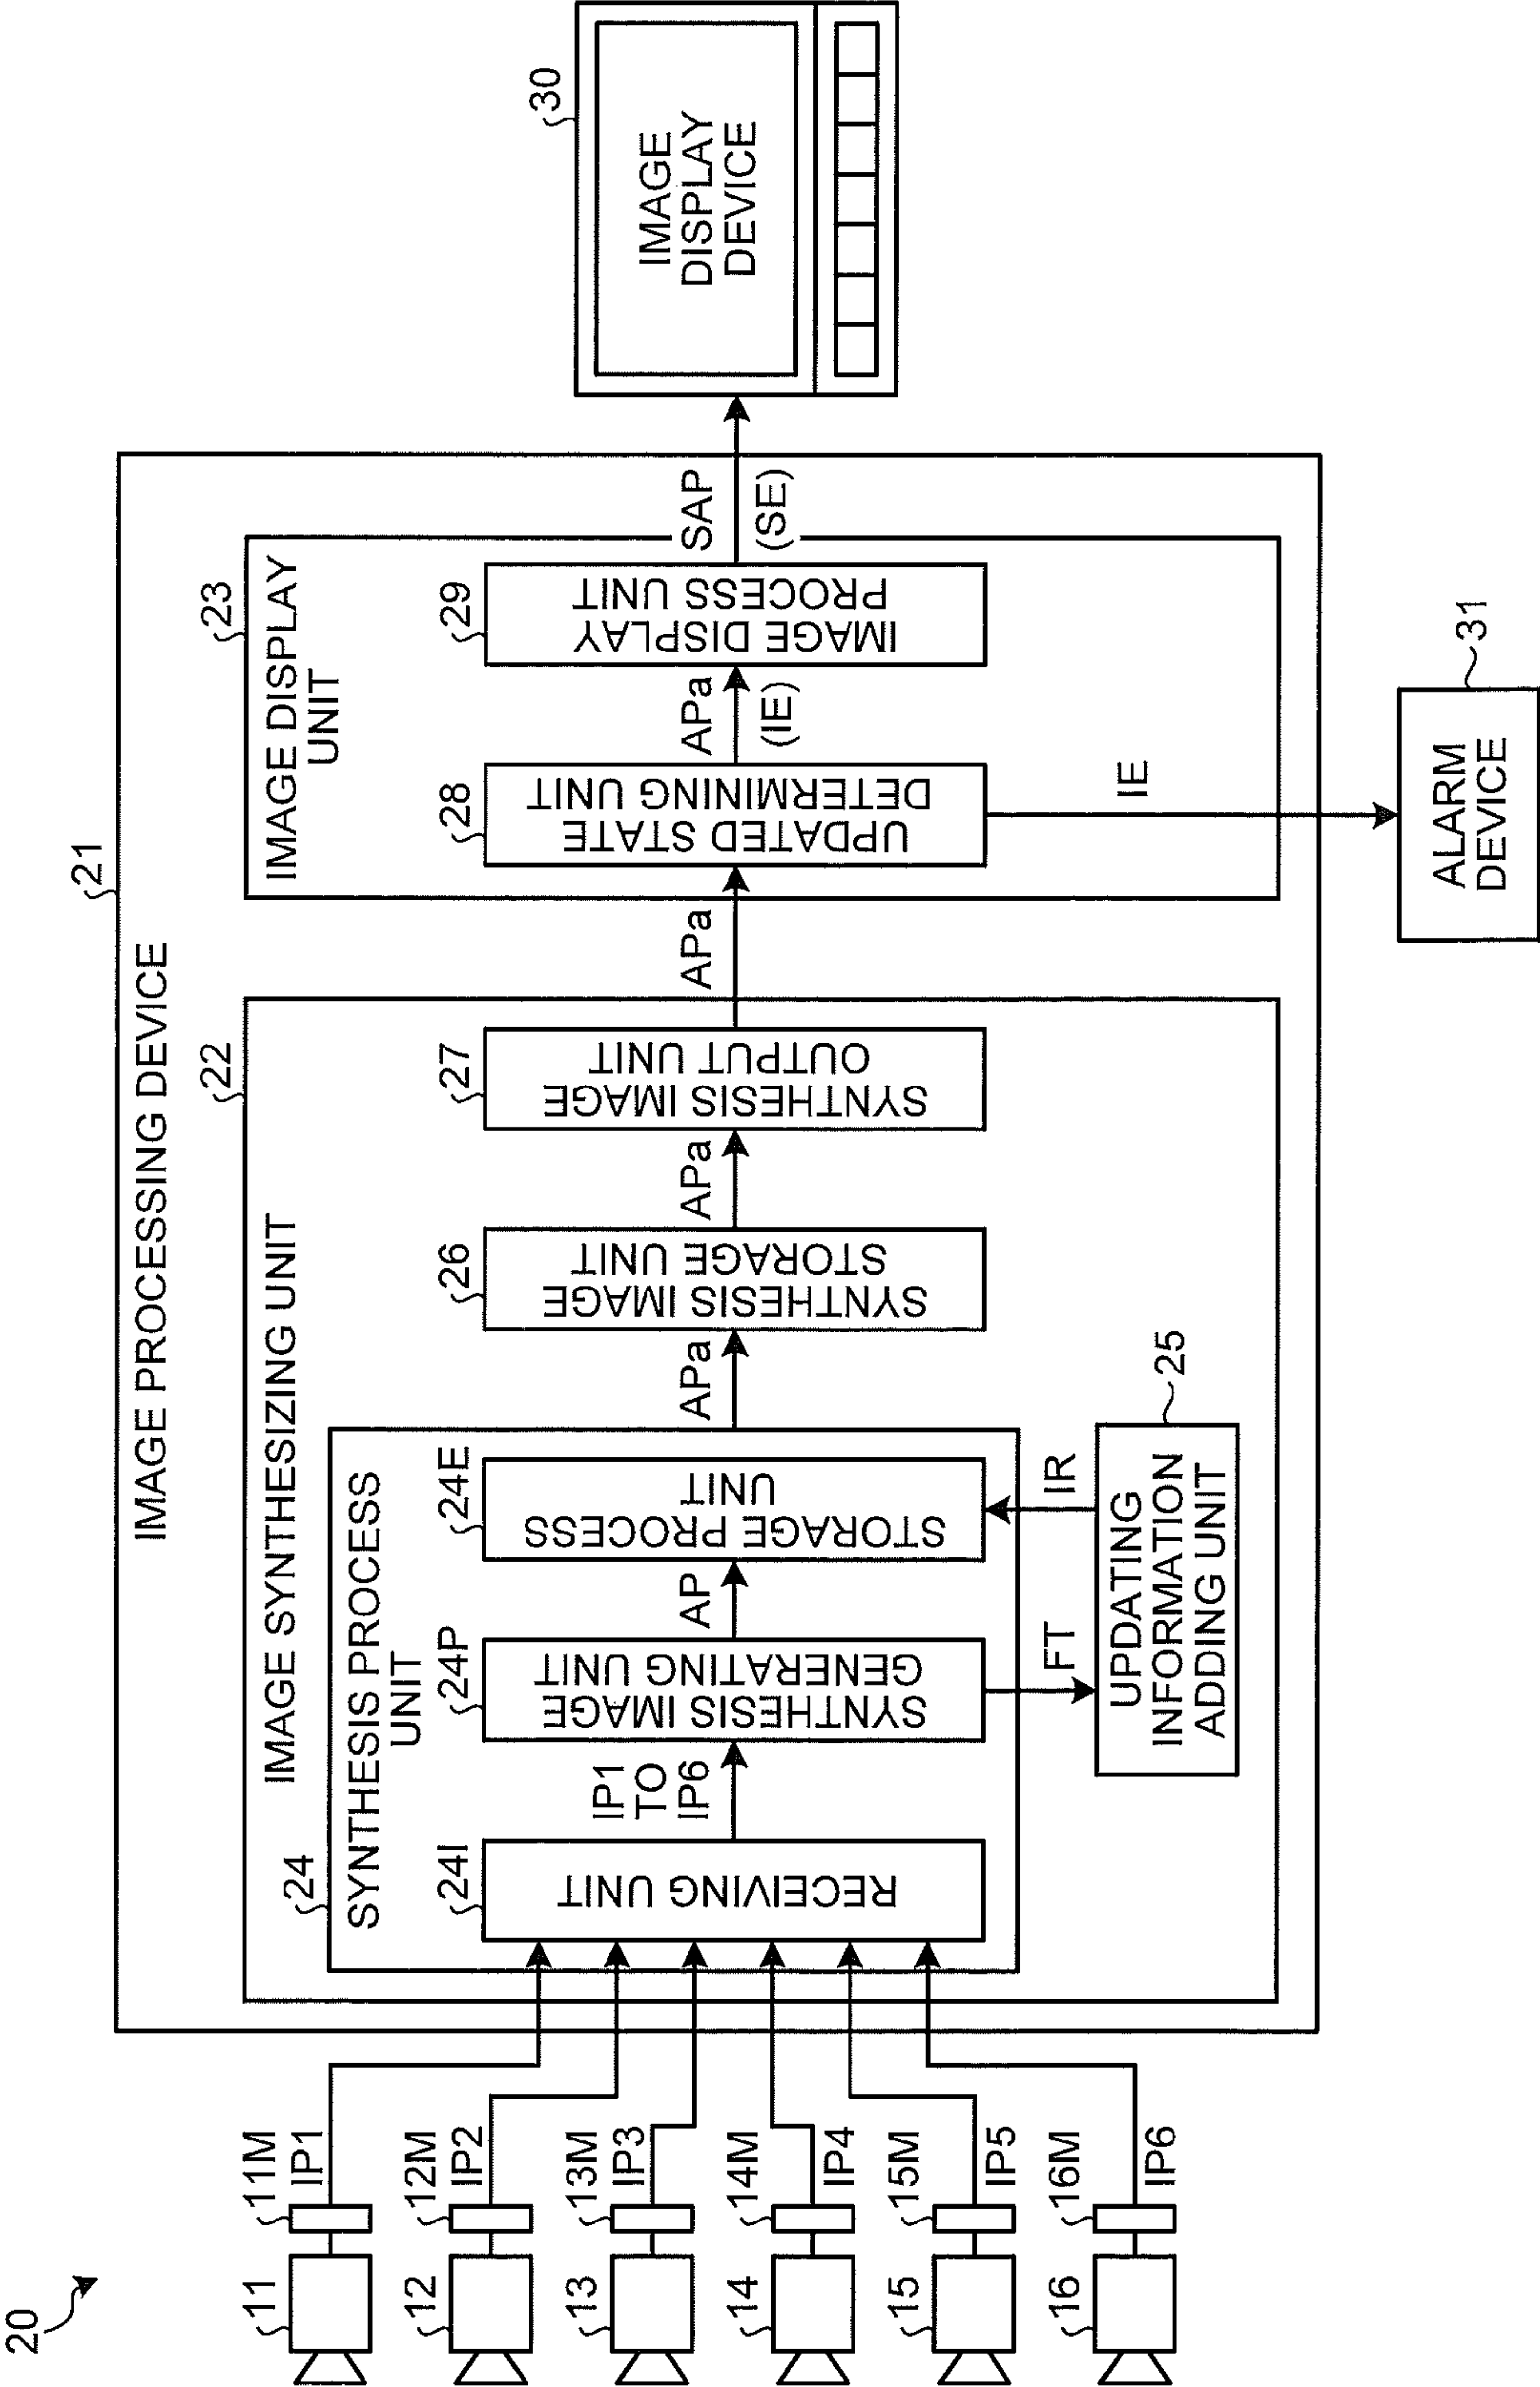 20
11
11M
IP1
12
12M
IP2
13
13M
IP3
14
14M
IP4
15
15M
IP5
16
16M
IP6
21
IMAGE PROCESSING DEVICE
22
IMAGE SYNTHESIZING UNIT
24
SYNTHESIS PROCESS
UNIT
24I
RECEIVING UNIT
IP1
TO
IP6
24P
SYNTHESIS IMAGE
GENERATING UNIT
AP
24E
STORAGE PROCESS
UNIT
FT
IR
25
UPDATING
INFORMATION
ADDING UNIT
APa
26
SYNTHESIS IMAGE
STORAGE UNIT
APa
27
SYNTHESIS IMAGE
OUTPUT UNIT
APa
23
IMAGE DISPLAY
UNIT
28
UPDATED STATE
DETERMINING UNIT
APa
(IE)
29
IMAGE DISPLAY
PROCESS UNIT
SAP
(SE)
IE
31
ALARM
DEVICE
30
IMAGE
DISPLAY
DEVICE